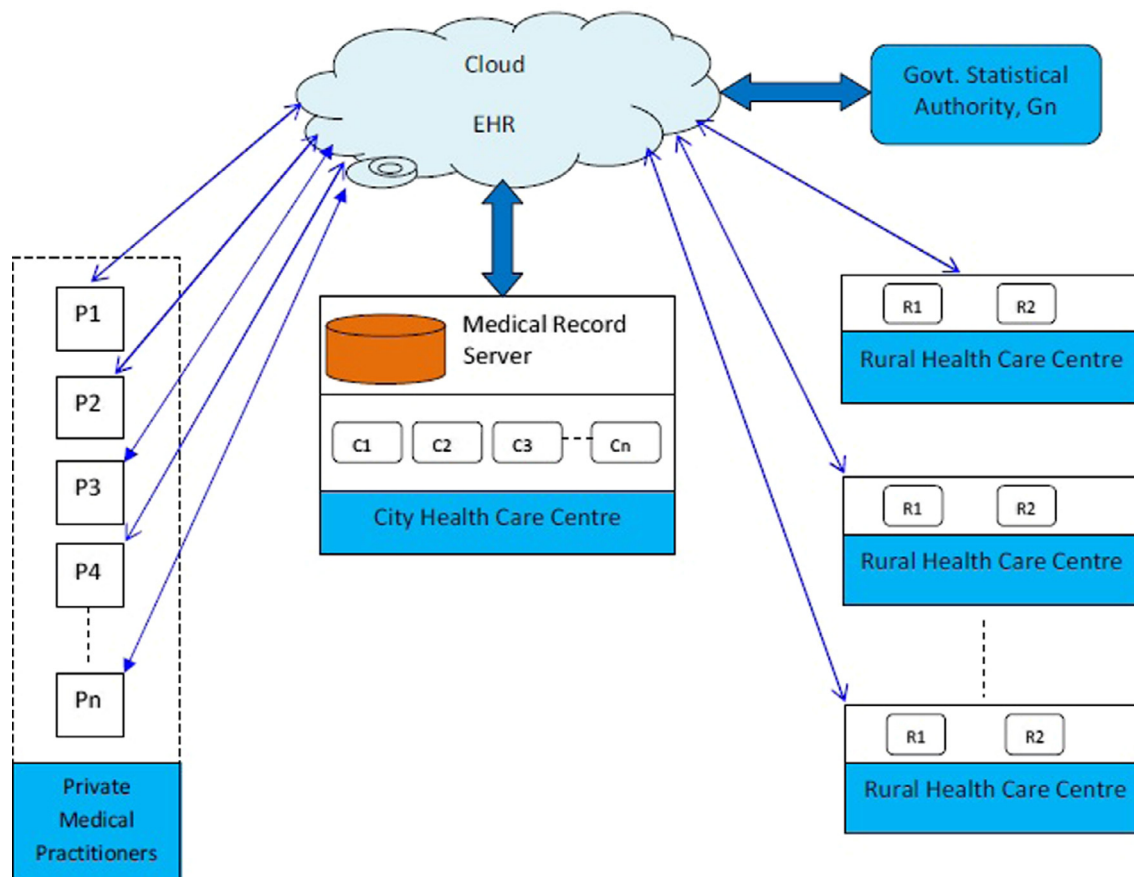 Cloud
EHR
Govt. Statistical
Authority, Gn
P1
P2
P3
P4
Pn
Private
Medical
Practitioners
Medical Record
Server
C1 C2 C3 Cn
City Health Care Centre
R1 R2
Rural Health Care Centre
R1 R2
Rural Health Care Centre
R1 R2
Rural Health Care Centre